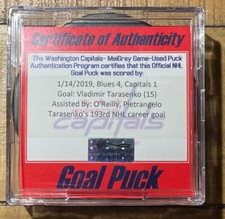 Certificate of Authenticity
The Washington Capitals- MeiGray Game-Used Puck
Authentication Program certifies that this Official NHL
Goal Puck was scored by:
1/14/2019, Blues 4, Capitals 1
Goal: Vladimir Tarasenko (15)
Assisted by: O'Reilly, Pietrangelo
Tarasenko's 193rd NHL career goal
capitals
Goal Puck